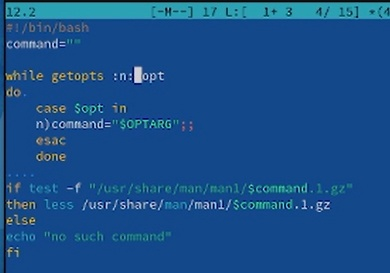 12.2 [-M--] 17 L:[ 1+ 3 4/ 15] *(4
#!/bin/bash
command=""
while getopts :n: opt
do.
case $opt in
n)command="$OPTARG";;
esac
done
....
if test -f "/usr/share/man/man1/$command.1.gz"
then less /usr/share/man/man1/$command.1.gz
else
echo "no such command"
fi